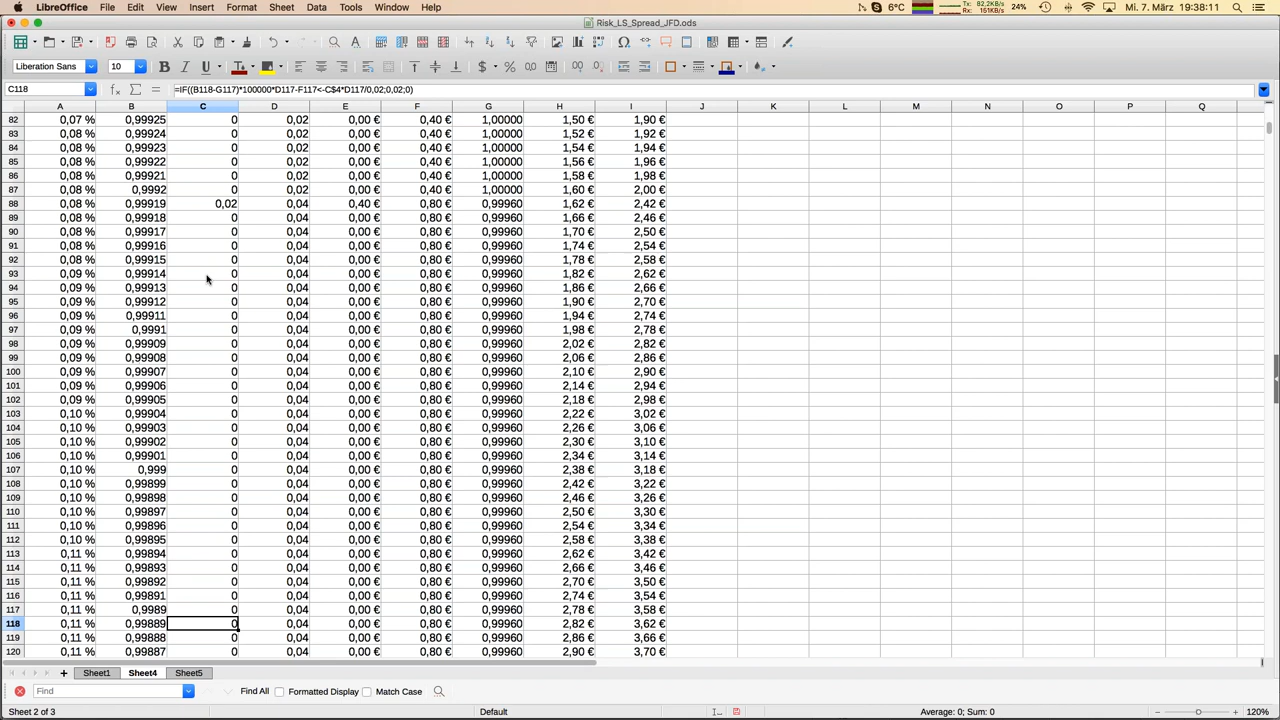 LibreOffice File Edit View Insert Format Sheet Data Tools Window Help 6°C Tx: 82,2KB/s Rx: 151KB/s 24% Mi. 7. März 19:38:11
Risk_LS_Spread_JFD.ods
Liberation Sans 10
C118 =IF((B118-G117)*100000*D117-F117<-C$4*D117/0,02;0,02;0)
A B C D E F G H I J K L M N O P Q
82 0,07 % 0,99925 0 0,02 0,00 € 0,40 € 1,00000 1,50 € 1,90 €
83 0,08 % 0,99924 0 0,02 0,00 € 0,40 € 1,00000 1,52 € 1,92 €
84 0,08 % 0,99923 0 0,02 0,00 € 0,40 € 1,00000 1,54 € 1,94 €
85 0,08 % 0,99922 0 0,02 0,00 € 0,40 € 1,00000 1,56 € 1,96 €
86 0,08 % 0,99921 0 0,02 0,00 € 0,40 € 1,00000 1,58 € 1,98 €
87 0,08 % 0,9992 0 0,02 0,00 € 0,40 € 1,00000 1,60 € 2,00 €
88 0,08 % 0,99919 0,02 0,04 0,40 € 0,80 € 0,99960 1,62 € 2,42 €
89 0,08 % 0,99918 0 0,04 0,00 € 0,80 € 0,99960 1,66 € 2,46 €
90 0,08 % 0,99917 0 0,04 0,00 € 0,80 € 0,99960 1,70 € 2,50 €
91 0,08 % 0,99916 0 0,04 0,00 € 0,80 € 0,99960 1,74 € 2,54 €
92 0,08 % 0,99915 0 0,04 0,00 € 0,80 € 0,99960 1,78 € 2,58 €
93 0,09 % 0,99914 0 0,04 0,00 € 0,80 € 0,99960 1,82 € 2,62 €
94 0,09 % 0,99913 0 0,04 0,00 € 0,80 € 0,99960 1,86 € 2,66 €
95 0,09 % 0,99912 0 0,04 0,00 € 0,80 € 0,99960 1,90 € 2,70 €
96 0,09 % 0,99911 0 0,04 0,00 € 0,80 € 0,99960 1,94 € 2,74 €
97 0,09 % 0,9991 0 0,04 0,00 € 0,80 € 0,99960 1,98 € 2,78 €
98 0,09 % 0,99909 0 0,04 0,00 € 0,80 € 0,99960 2,02 € 2,82 €
99 0,09 % 0,99908 0 0,04 0,00 € 0,80 € 0,99960 2,06 € 2,86 €
100 0,09 % 0,99907 0 0,04 0,00 € 0,80 € 0,99960 2,10 € 2,90 €
101 0,09 % 0,99906 0 0,04 0,00 € 0,80 € 0,99960 2,14 € 2,94 €
102 0,09 % 0,99905 0 0,04 0,00 € 0,80 € 0,99960 2,18 € 2,98 €
103 0,10 % 0,99904 0 0,04 0,00 € 0,80 € 0,99960 2,22 € 3,02 €
104 0,10 % 0,99903 0 0,04 0,00 € 0,80 € 0,99960 2,26 € 3,06 €
105 0,10 % 0,99902 0 0,04 0,00 € 0,80 € 0,99960 2,30 € 3,10 €
106 0,10 % 0,99901 0 0,04 0,00 € 0,80 € 0,99960 2,34 € 3,14 €
107 0,10 % 0,999 0 0,04 0,00 € 0,80 € 0,99960 2,38 € 3,18 €
108 0,10 % 0,99899 0 0,04 0,00 € 0,80 € 0,99960 2,42 € 3,22 €
109 0,10 % 0,99898 0 0,04 0,00 € 0,80 € 0,99960 2,46 € 3,26 €
110 0,10 % 0,99897 0 0,04 0,00 € 0,80 € 0,99960 2,50 € 3,30 €
111 0,10 % 0,99896 0 0,04 0,00 € 0,80 € 0,99960 2,54 € 3,34 €
112 0,10 % 0,99895 0 0,04 0,00 € 0,80 € 0,99960 2,58 € 3,38 €
113 0,11 % 0,99894 0 0,04 0,00 € 0,80 € 0,99960 2,62 € 3,42 €
114 0,11 % 0,99893 0 0,04 0,00 € 0,80 € 0,99960 2,66 € 3,46 €
115 0,11 % 0,99892 0 0,04 0,00 € 0,80 € 0,99960 2,70 € 3,50 €
116 0,11 % 0,99891 0 0,04 0,00 € 0,80 € 0,99960 2,74 € 3,54 €
117 0,11 % 0,9989 0 0,04 0,00 € 0,80 € 0,99960 2,78 € 3,58 €
118 0,11 % 0,99889 0 0,04 0,00 € 0,80 € 0,99960 2,82 € 3,62 €
119 0,11 % 0,99888 0 0,04 0,00 € 0,80 € 0,99960 2,86 € 3,66 €
120 0,11 % 0,99887 0 0,04 0,00 € 0,80 € 0,99960 2,90 € 3,70 €
Sheet1 Sheet4 Sheet5
Find Find All Formatted Display Match Case
Sheet 2 of 3 Default Average: 0; Sum: 0 120%